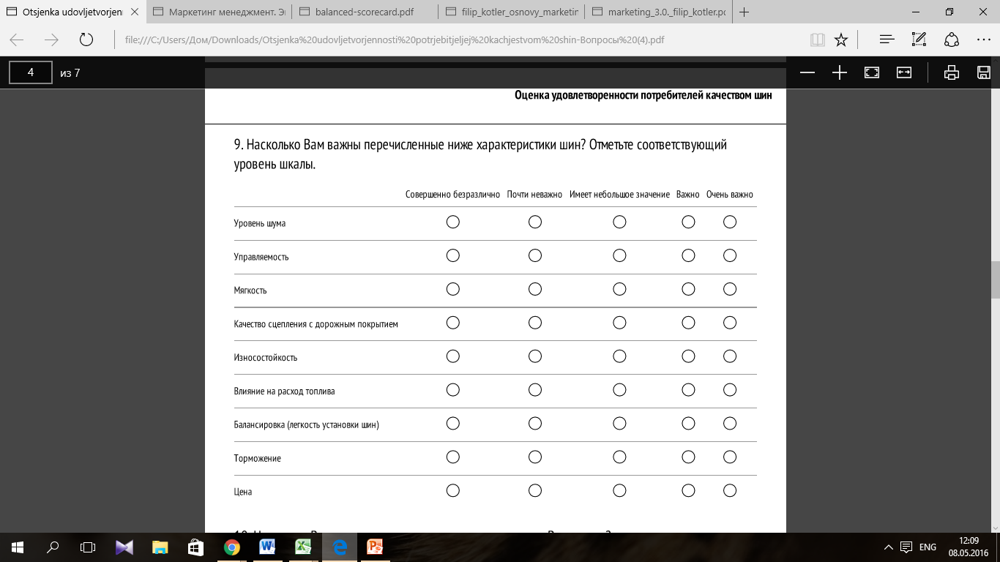 Otsjenka udovljetvorjenn
Маркетинг менеджмент. Э
balanced-scorecard.pdf
filip_kotler_osnovy_marketin
marketing_3.0._filip_kotler.pd
file:///C:/Users/Дом/Downloads/Otsjenka%20udovljetvorjennosti%20potrjebitjeljej%20kachjestvom%20shin-Вопросы%20(4).pdf
4 из 7
Оценка удовлетворенности потребителей качеством шин
9. Насколько Вам важны перечисленные ниже характеристики шин? Отметьте соответствующий
уровень шкалы.
Совершенно безразлично Почти неважно Имеет небольшое значение Важно Очень важно
Уровень шума
Управляемость
Мягкость
Качество сцепления с дорожным покрытием
Износостойкость
Влияние на расход топлива
Балансировка (легкость установки шин)
Торможение
Цена
ENG
12:09
08.05.2016